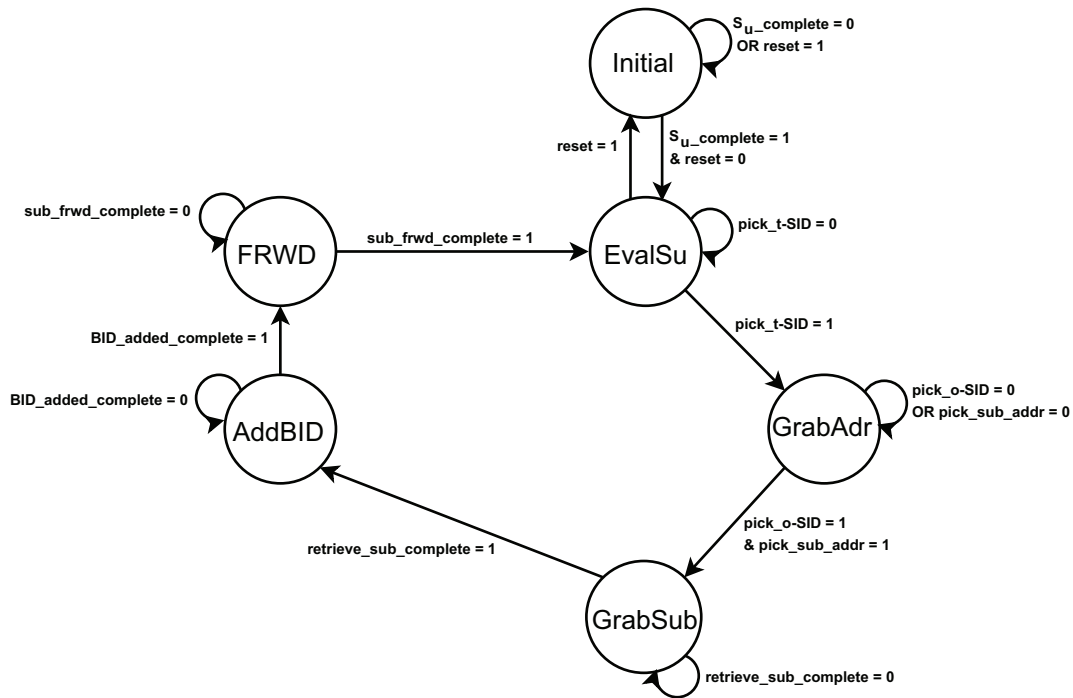 Initial
S_u_complete = 0
OR reset = 1
reset = 1
S_u_complete = 1
& reset = 0
sub_frwd_complete = 0
FRWD
sub_frwd_complete = 1
EvalSu
pick_t-SID = 0
BID_added_complete = 1
pick_t-SID = 1
BID_added_complete = 0
AddBID
GrabAdr
pick_o-SID = 0
OR pick_sub_addr = 0
retrieve_sub_complete = 1
pick_o-SID = 1
& pick_sub_addr = 1
GrabSub
retrieve_sub_complete = 0